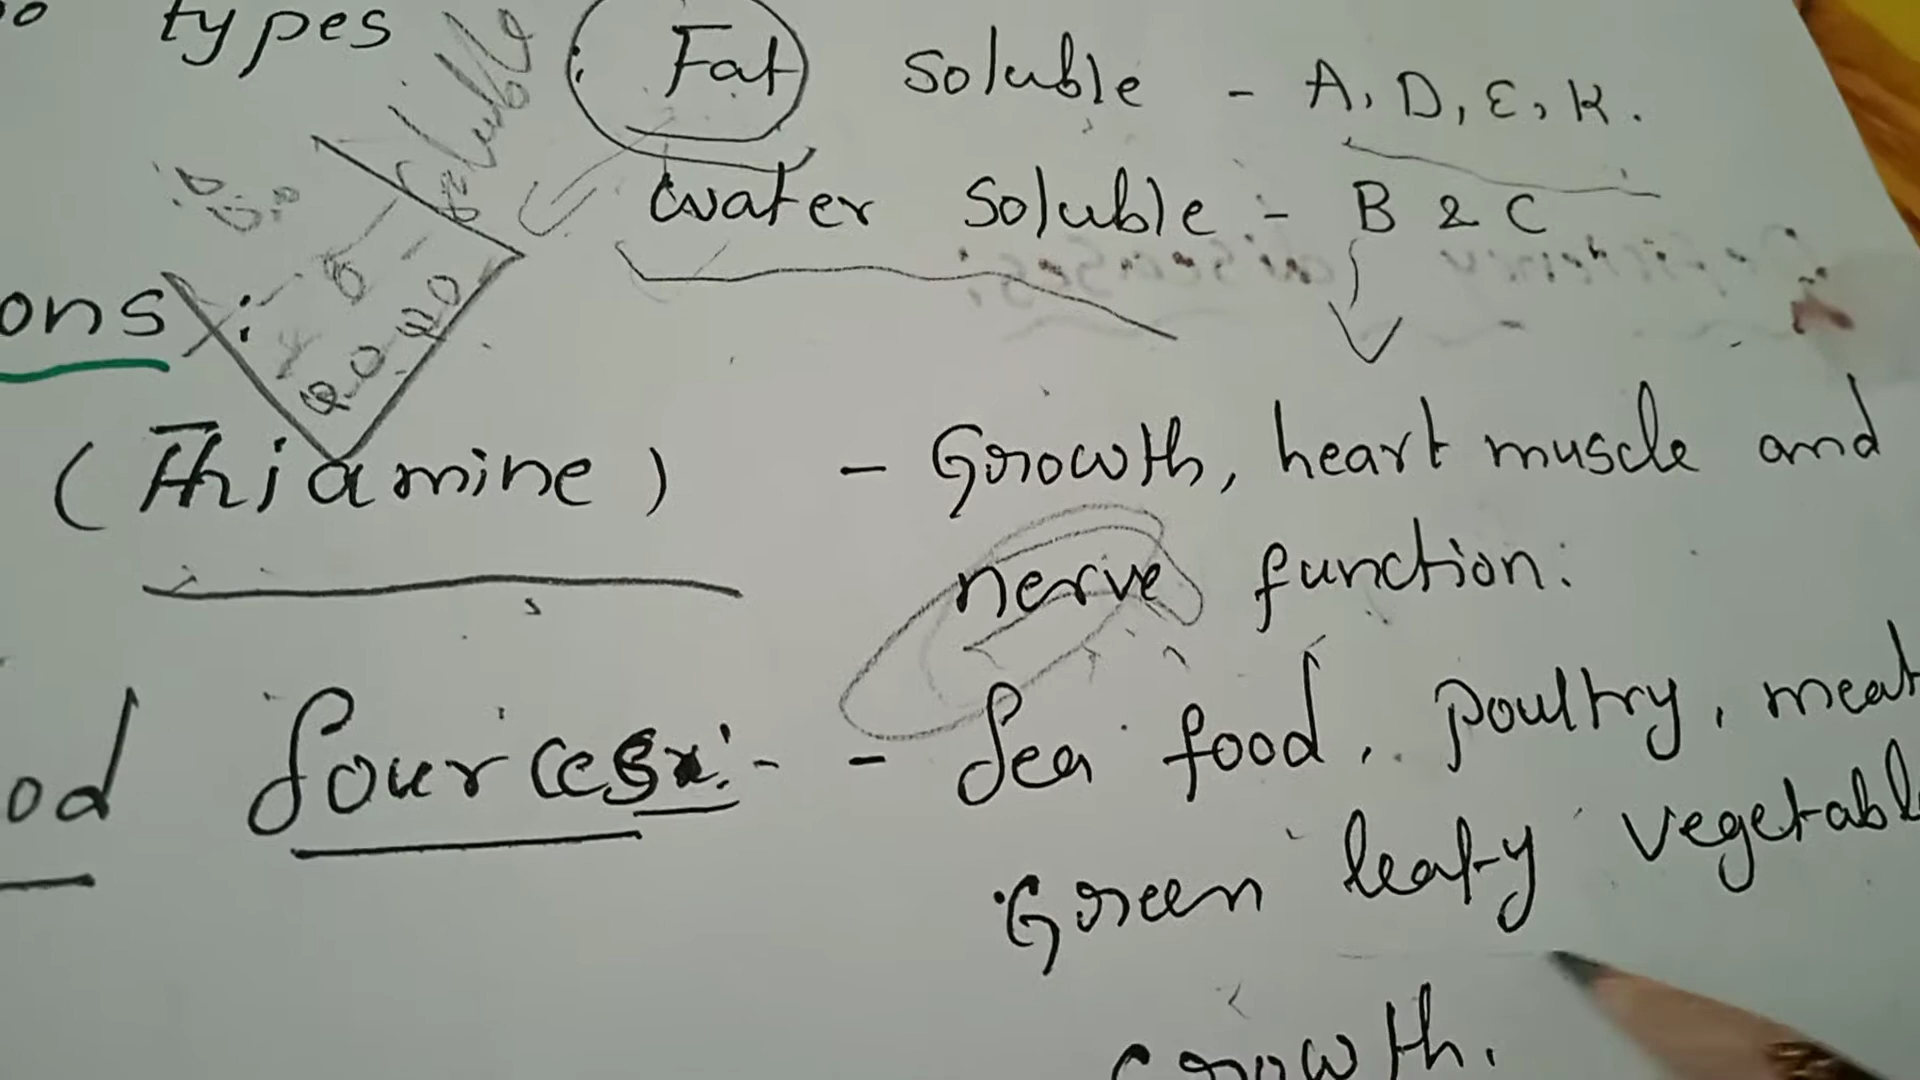 types : Fat soluble - A, D, E, K.
soluble
water soluble - B & C
ons :
(Thiamine) - Growth, heart muscle and
nerve function.
od Sources:- - Sea food, poultry, meat
Green leafy vegetabl
Growth.